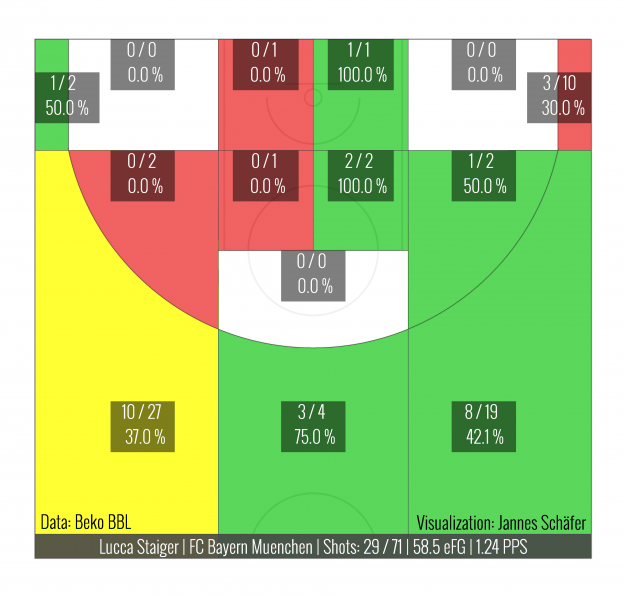 0 / 0
0.0 %
0 / 1
0.0 %
1 / 1
100.0 %
0 / 0
0.0 %
1 / 2
50.0 %
3 / 10
30.0 %
0 / 2
0.0 %
0 / 1
0.0 %
2 / 2
100.0 %
1 / 2
50.0 %
0 / 0
0.0 %
10 / 27
37.0 %
3 / 4
75.0 %
8 / 19
42.1 %
Data: Beko BBL
Visualization: Jannes Schäfer
Lucca Staiger | FC Bayern Muenchen | Shots: 29 / 71 | 58.5 eFG | 1.24 PPS